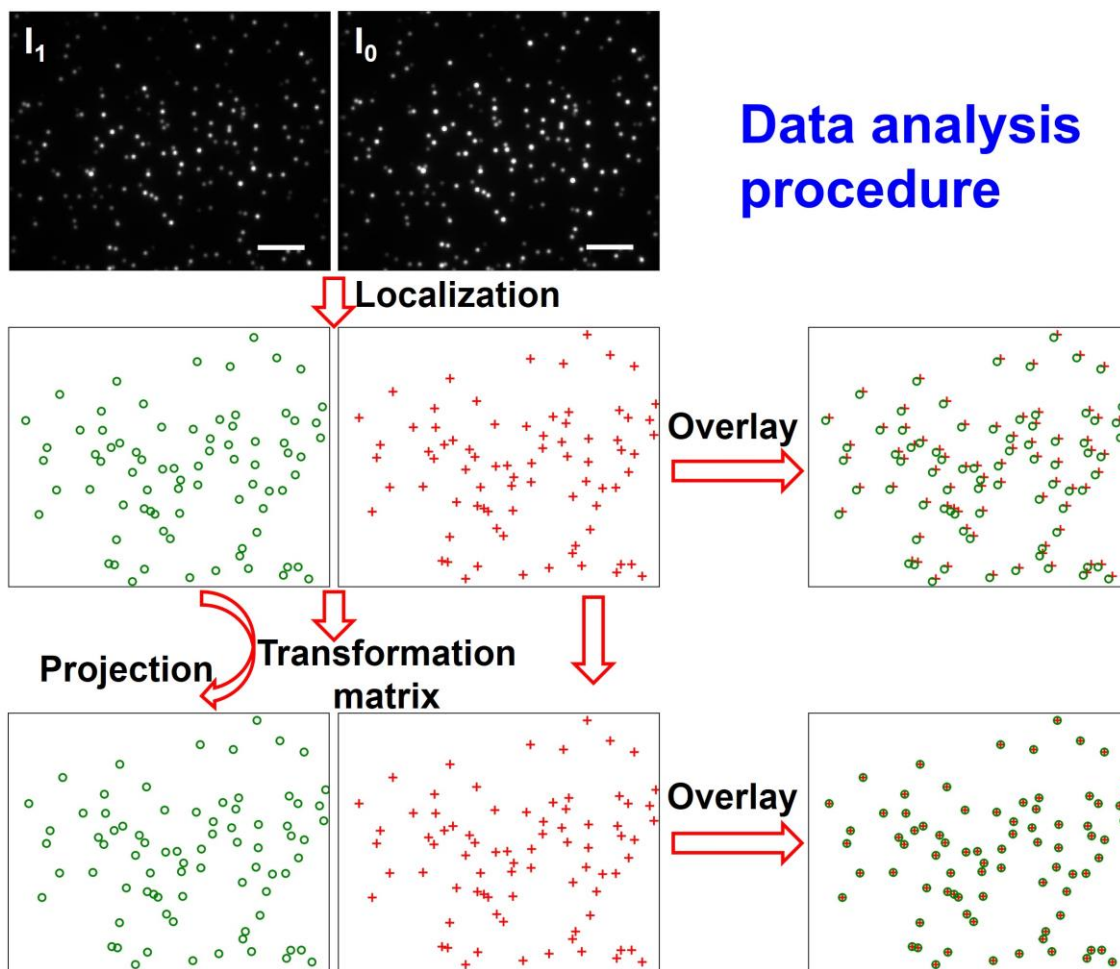 I₁
I₀
Data analysis
procedure
Localization
Overlay
Projection
Transformation
matrix
Overlay